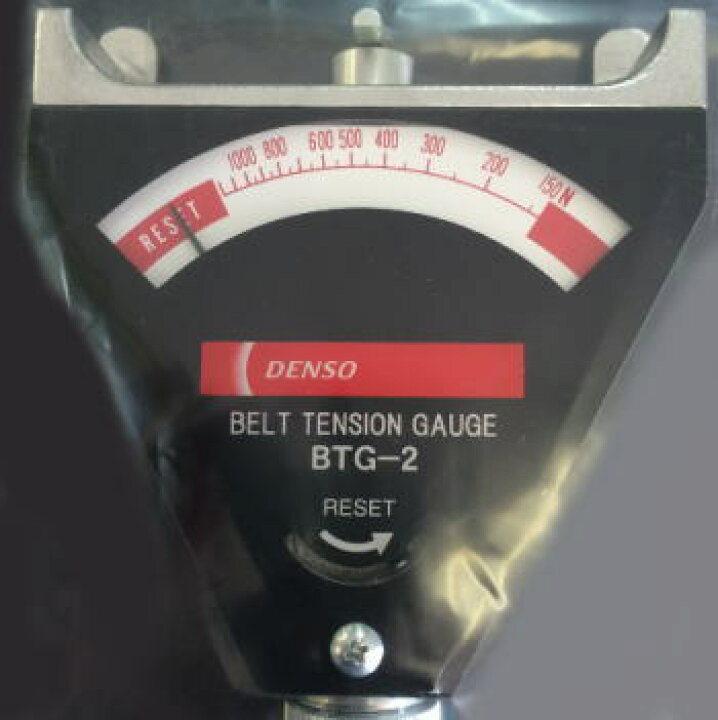 1000 800 600 500 400 300 200 150N
RESET
DENSO
BELT TENSION GAUGE
BTG-2
RESET